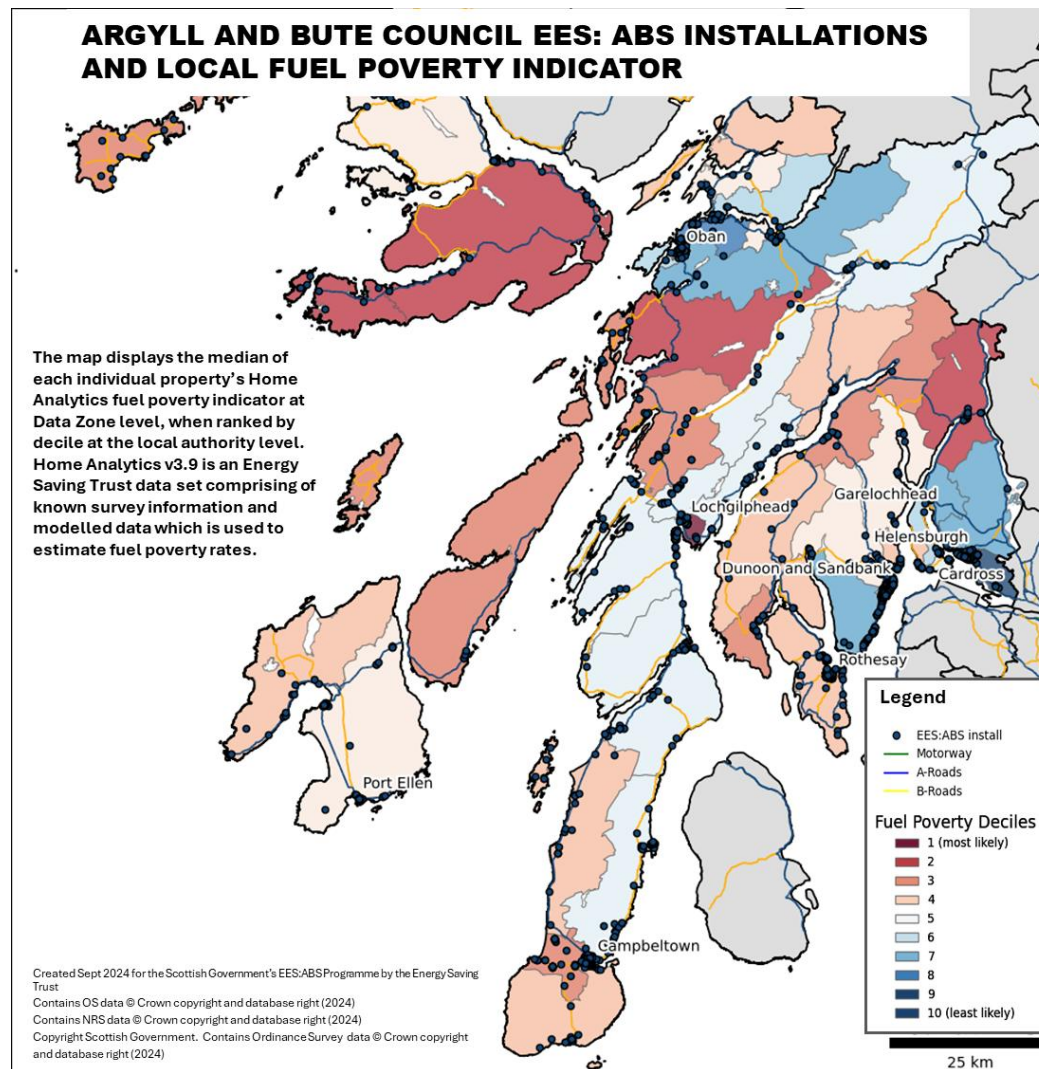 ARGYLL AND BUTE COUNCIL EES: ABS INSTALLATIONS
AND LOCAL FUEL POVERTY INDICATOR
Oban
The map displays the median of
each individual property's Home
Analytics fuel poverty indicator at
Data Zone level, when ranked by
decile at the local authority level.
Home Analytics v3.9 is an Energy
Saving Trust data set comprising of
known survey information and
modelled data which is used to
estimate fuel poverty rates.
Garelochhead
Lochgilphead
Helensburgh
Dunoon and Sandbank
Cardross
Rothesay
Port Ellen
Campbeltown
Legend
EES:ABS install
Motorway
A-Roads
B-Roads
Fuel Poverty Deciles
1 (most likely)
2
3
4
5
6
7
8
9
10 (least likely)
25 km
Created Sept 2024 for the Scottish Government's EES:ABS Programme by the Energy Saving
Trust
Contains OS data © Crown copyright and database right (2024)
Contains NRS data © Crown copyright and database right (2024)
Copyright Scottish Government. Contains Ordinance Survey data © Crown copyright
and database right (2024)